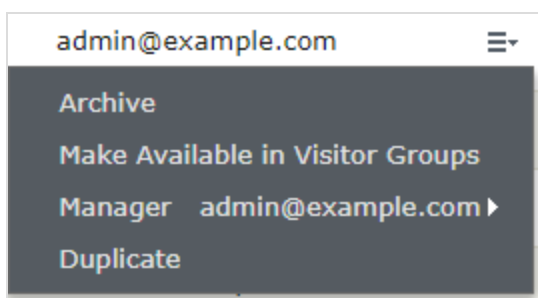 admin@example.com
Archive
Make Available in Visitor Groups
Manager admin@example.com
Duplicate